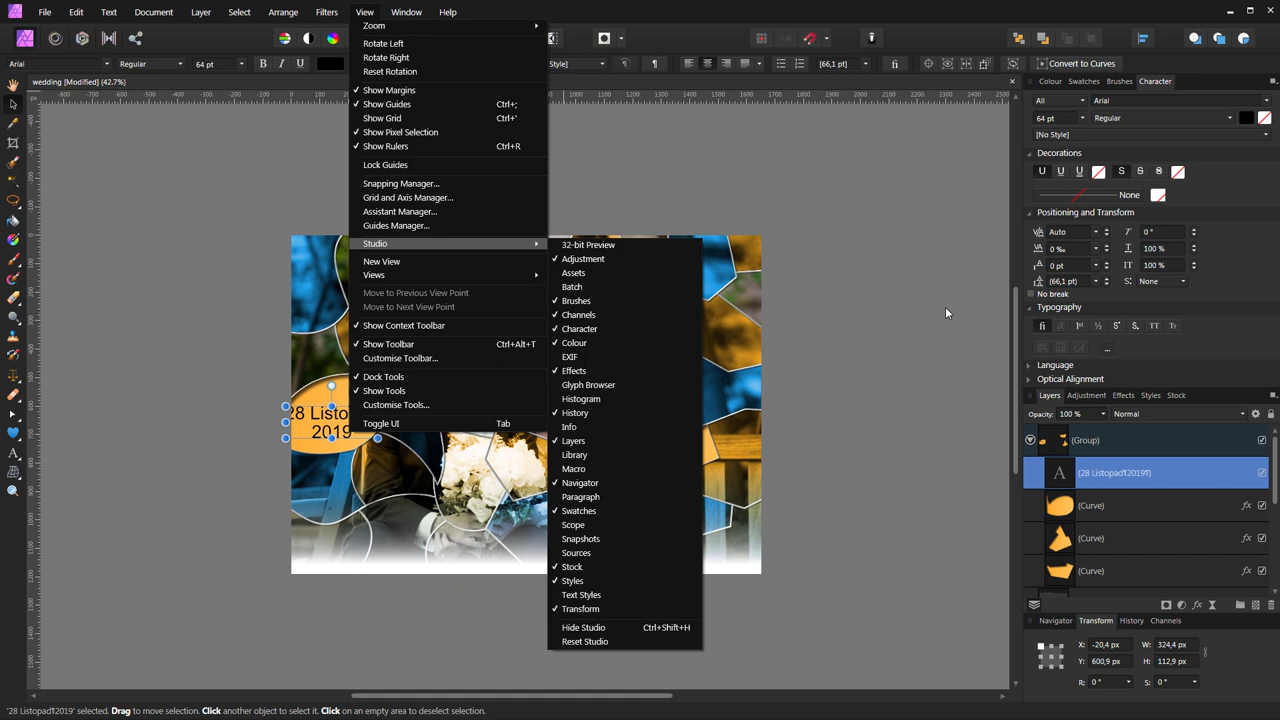 File Edit Text Document Layer Select Arrange Filters View Window Help
Arial Regular 64 pt B I U Style] [66,1 pt] fi Convert to Curves
wedding [Modified] (42.7%)
Zoom
Rotate Left
Rotate Right
Reset Rotation
Show Margins
Show Guides Ctrl+;
Show Grid Ctrl+'
Show Pixel Selection
Show Rulers Ctrl+R
Lock Guides
Snapping Manager...
Grid and Axis Manager...
Assistant Manager...
Guides Manager...
Studio
New View
Views
Move to Previous View Point
Move to Next View Point
Show Context Toolbar
Show Toolbar Ctrl+Alt+T
Customise Toolbar...
Dock Tools
Show Tools
Customise Tools...
Toggle UI Tab
32-bit Preview
Adjustment
Assets
Batch
Brushes
Channels
Character
Colour
EXIF
Effects
Glyph Browser
Histogram
History
Info
Layers
Library
Macro
Navigator
Paragraph
Swatches
Scope
Snapshots
Sources
Stock
Styles
Text Styles
Transform
Hide Studio Ctrl+Shift+H
Reset Studio
28 Listo
2019
Colour Swatches Brushes Character
All Arial
64 pt Regular
[No Style]
Decorations
U U U S S S
None
Positioning and Transform
Auto 0 °
0 ‰ 100 %
0 pt 100 %
(66,1 pt) None
No break
Typography
fi 1st ½ TT Tt
...
Language
Optical Alignment
Layers Adjustment Effects Styles Stock
Opacity: 100 % Normal
(Group)
(28 Listopad¶2019¶)
(Curve)
(Curve)
(Curve)
Navigator Transform History Channels
X: -20,4 px W: 324,4 px
Y: 600,9 px H: 112,9 px
R: 0 ° S: 0 °
'28 Listopad¶2019' selected. Drag to move selection. Click another object to select it. Click on an empty area to deselect selection.